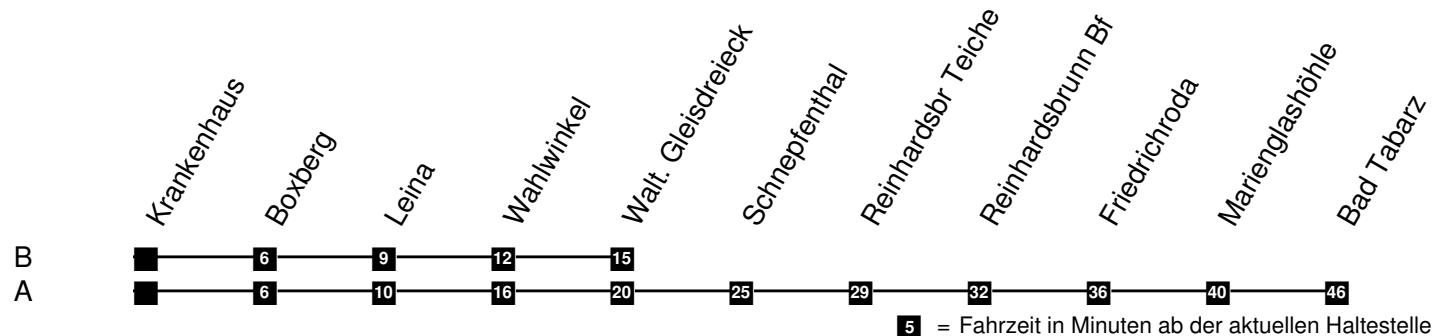 Krankenhaus
Boxberg
Leina
Wahlwinkel
Walt. Gleisdreieck
Schnepfenthal
Reinhardsbr Teiche
Reinhardsbrunn Bf
Friedrichroda
Marienglashöhle
Bad Tabarz
B 6 9 12 15
A 6 10 16 20 25 29 32 36 40 46
5 = Fahrzeit in Minuten ab der aktuellen Haltestelle